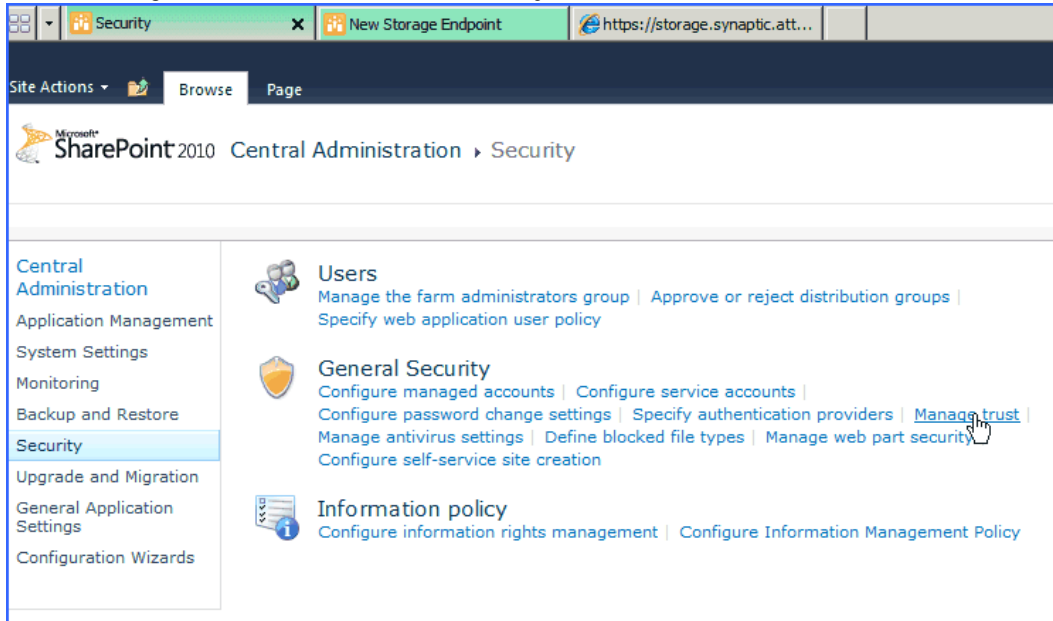 Security New Storage Endpoint https://storage.synaptic.att...
Site Actions Browse Page
Microsoft® SharePoint 2010 Central Administration Security
Central
Administration
Application Management
System Settings
Monitoring
Backup and Restore
Security
Upgrade and Migration
General Application
Settings
Configuration Wizards
Users
Manage the farm administrators group | Approve or reject distribution groups |
Specify web application user policy
General Security
Configure managed accounts | Configure service accounts |
Configure password change settings | Specify authentication providers | Manage trust |
Manage antivirus settings | Define blocked file types | Manage web part security
Configure self-service site creation
Information policy
Configure information rights management | Configure Information Management Policy